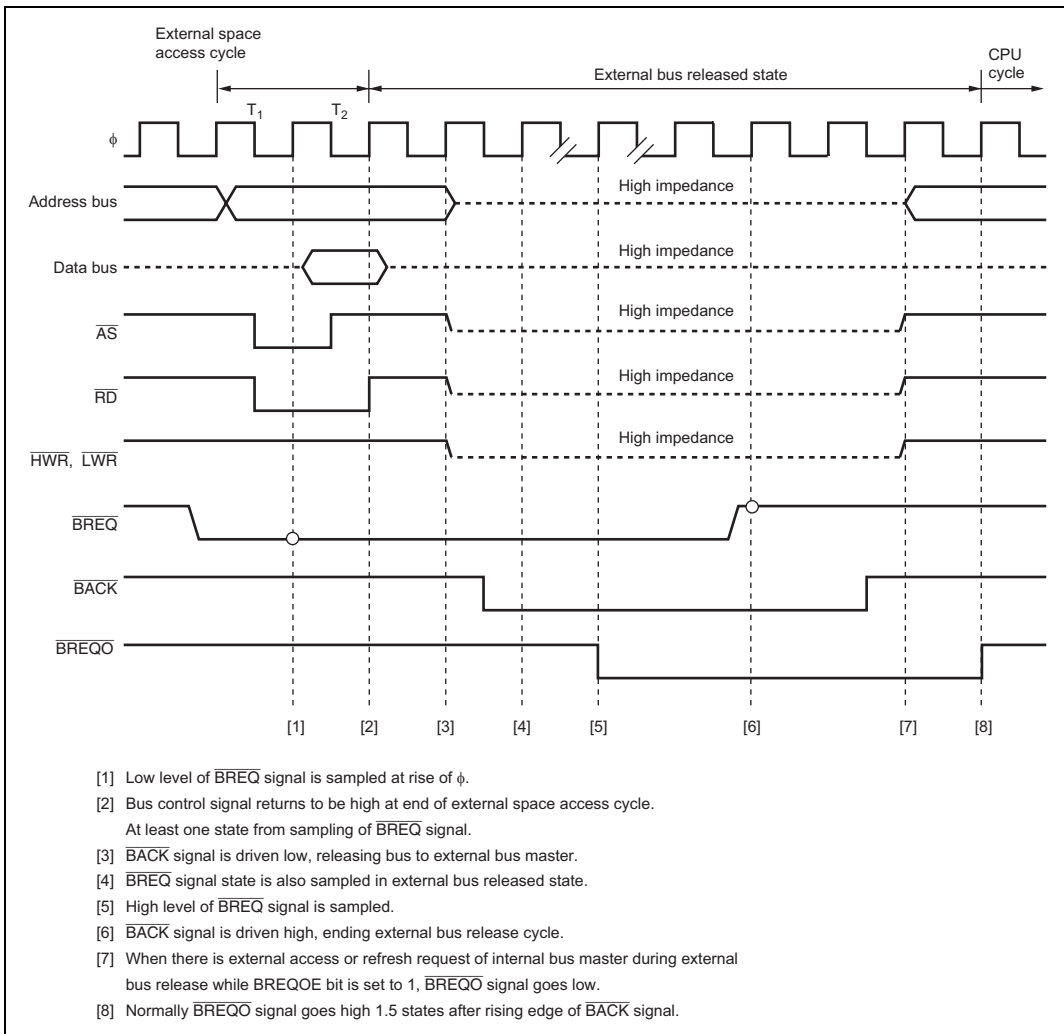 External space
access cycle
External bus released state
CPU
cycle
T1
T2
ϕ
Address bus
High impedance
Data bus
High impedance
AS
High impedance
RD
High impedance
HWR, LWR
High impedance
BREQ
BACK
BREQO
[1] [2] [3] [4] [5] [6] [7] [8]
[1] Low level of BREQ signal is sampled at rise of ϕ.
[2] Bus control signal returns to be high at end of external space access cycle.
At least one state from sampling of BREQ signal.
[3] BACK signal is driven low, releasing bus to external bus master.
[4] BREQ signal state is also sampled in external bus released state.
[5] High level of BREQ signal is sampled.
[6] BACK signal is driven high, ending external bus release cycle.
[7] When there is external access or refresh request of internal bus master during external
bus release while BREQOE bit is set to 1, BREQO signal goes low.
[8] Normally BREQO signal goes high 1.5 states after rising edge of BACK signal.